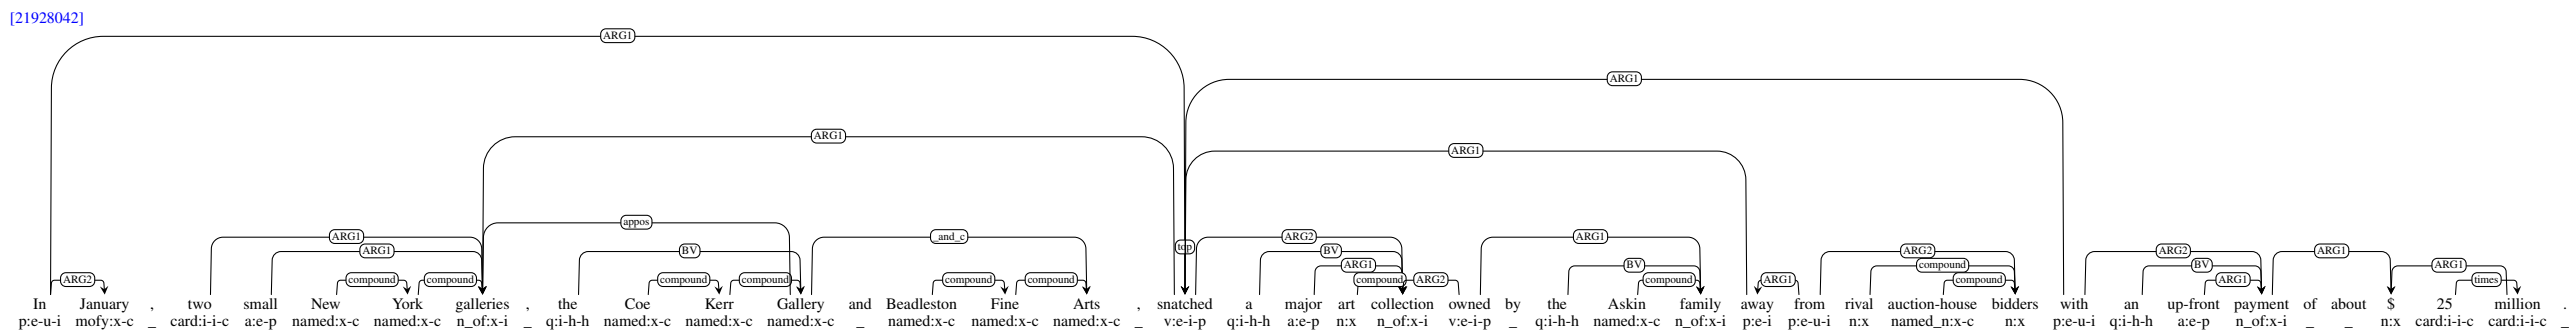 [21928042]
ARG1
ARG1
ARG1
ARG1
appos
ARG1 _and_c top ARG2 ARG1
ARG1 BV BV ARG2 ARG2 ARG1
ARG1 BV compound BV ARG1
ARG2 compound compound compound compound compound compound compound ARG2 compound ARG1 compound ARG1 times
In January , two small New York galleries , the Coe Kerr Gallery and Beadleston Fine Arts , snatched a major art collection owned by the Askin family away from rival auction-house bidders with an up-front payment of about $ 25 million .
p:e-u-i mofy:x-c _ card:i-i-c a:e-p named:x-c named:x-c n_of:x-i _ q:i-h-h named:x-c named:x-c named:x-c _ named:x-c named:x-c named:x-c _ v:e-i-p q:i-h-h a:e-p n:x n_of:x-i v:e-i-p _ q:i-h-h named:x-c n_of:x-i p:e-i p:e-u-i n:x named_n:x-c n:x p:e-u-i q:i-h-h a:e-p n_of:x-i _ _ n:x card:i-i-c card:i-i-c _